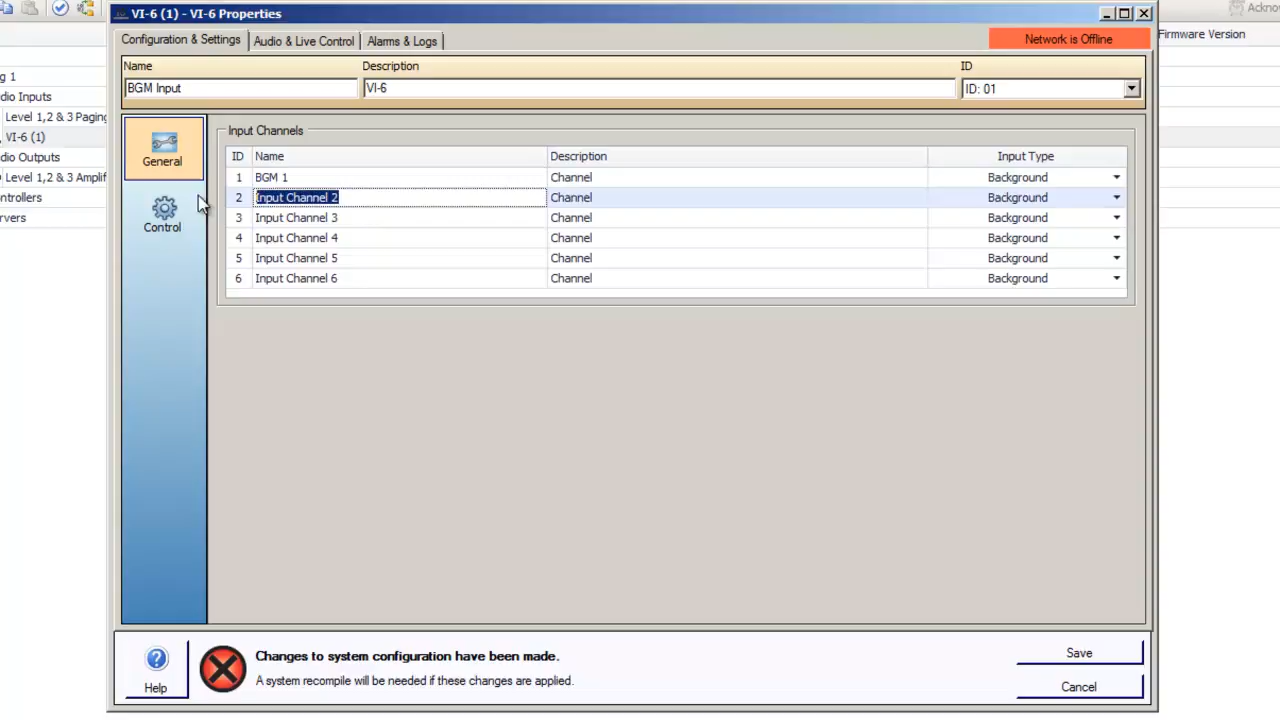 VI-6 (1) - VI-6 Properties
Acknow
Configuration & Settings Audio & Live Control Alarms & Logs Network is Offline
Firmware Version
Name Description ID
BGM Input VI-6 ID: 01
g 1
dio Inputs
Level 1,2 & 3 Paging
VI-6 (1)
dio Outputs
Level 1,2 & 3 Amplif
ntrollers
rvers
General
Control
Input Channels
ID Name Description Input Type
1 BGM 1 Channel Background
2 Input Channel 2 Channel Background
3 Input Channel 3 Channel Background
4 Input Channel 4 Channel Background
5 Input Channel 5 Channel Background
6 Input Channel 6 Channel Background
Help
Changes to system configuration have been made.
A system recompile will be needed if these changes are applied.
Save
Cancel